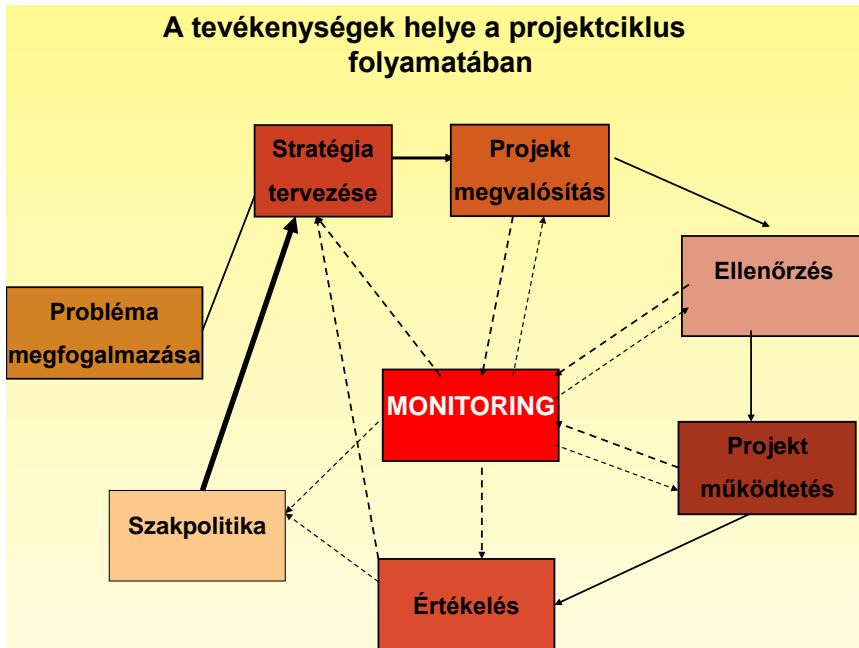 A tevékenységek helye a projektciklus
folyamatában
Stratégia
tervezése
Projekt
megvalósítás
Ellenőrzés
Probléma
megfogalmazása
MONITORING
Projekt
működtetés
Szakpolitika
Értékelés